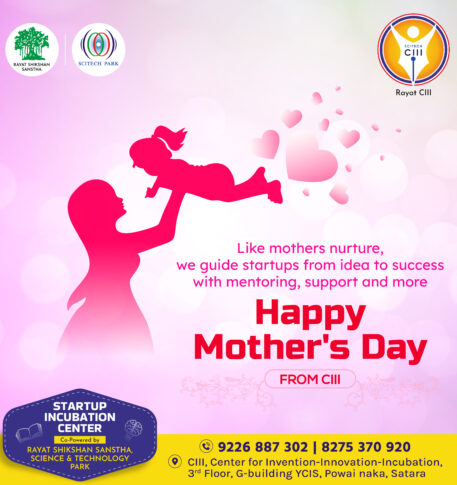 RAYAT SHIKSHAN
SANSTHA
SCITECH PARK
SCITECH
CIII
Rayat CIII
Like mothers nurture,
we guide startups from idea to success
with mentoring, support and more
Happy
Mother's Day
FROM CIII
STARTUP
INCUBATION
CENTER
Co-Powered by
RAYAT SHIKSHAN SANSTHA,
SCIENCE & TECHNOLOGY
PARK
9226 887 302 | 8275 370 920
CIII, Center for Invention-Innovation-Incubation,
3rd Floor, G-building YCIS, Powai naka, Satara